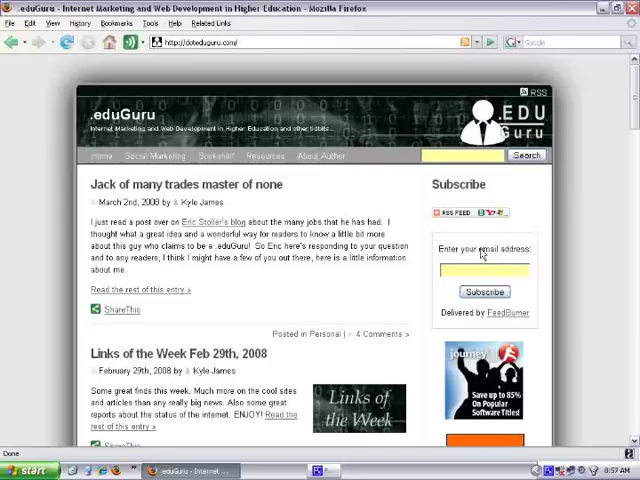 .eduGuru - Internet Marketing and Web Development in Higher Education - Mozilla Firefox
File Edit View History Bookmarks Tools Help Related Links
http://doteduguru.com/
Google
RSS
.eduGuru
Internet Marketing and Web Development in Higher Education and other tidbits...
.EDU
Guru
Home Social Marketing Bookshelf Resources About Author
Search
Jack of many trades master of none
March 2nd, 2008 by Kyle James
I just read a post over on Eric Stoller's blog about the many jobs that he has had. I
thought what a great idea and a wonderful way for readers to know a little bit more
about this guy who claims to be a .eduGuru! So Eric here's responding to your question
and to any readers, I think I might have a few of you out there, here is a little information
about me.
Read the rest of this entry »
ShareThis
Posted in Personal | 4 Comments »
Links of the Week Feb 29th, 2008
February 29th, 2008 by Kyle James
Some great finds this week. Much more on the cool sites
and articles than any really big news. Also some great
reports about the status of the internet. ENJOY! Read the
rest of this entry »
Links of
the Week
ShareThis
Subscribe
RSS FEED
Enter your email address:
Subscribe
Delivered by FeedBurner
journey
Save up to 85%
On Popular
Software Titles!
Done
start
.eduGuru - Internet ...
8:57 AM